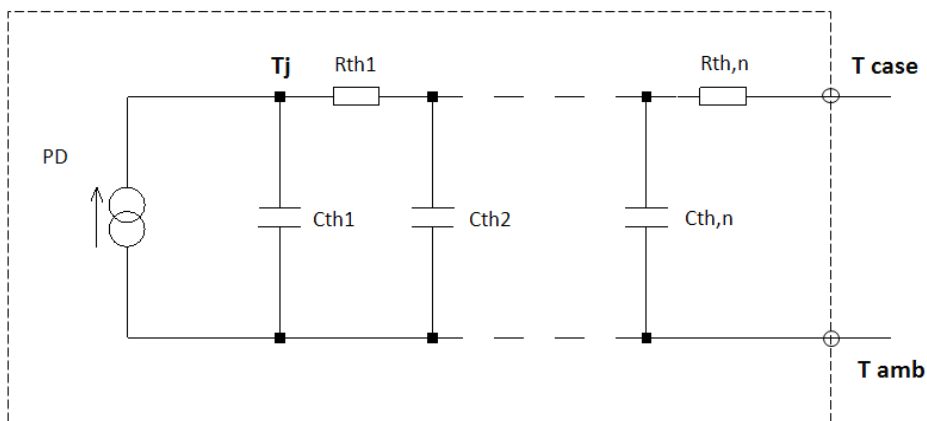 Tj
Rth1
Rth,n
T case
PD
Cth1
Cth2
Cth,n
T amb